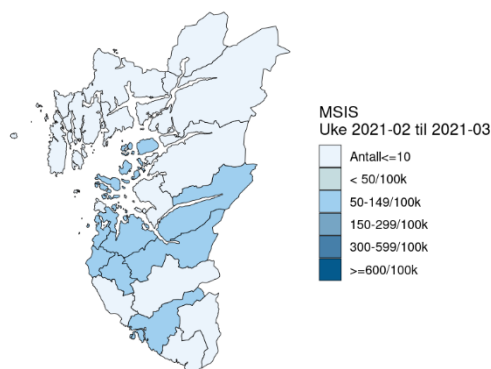 MSIS
Uke 2021-02 til 2021-03
Antall<=10
< 50/100k
50-149/100k
150-299/100k
300-599/100k
>=600/100k